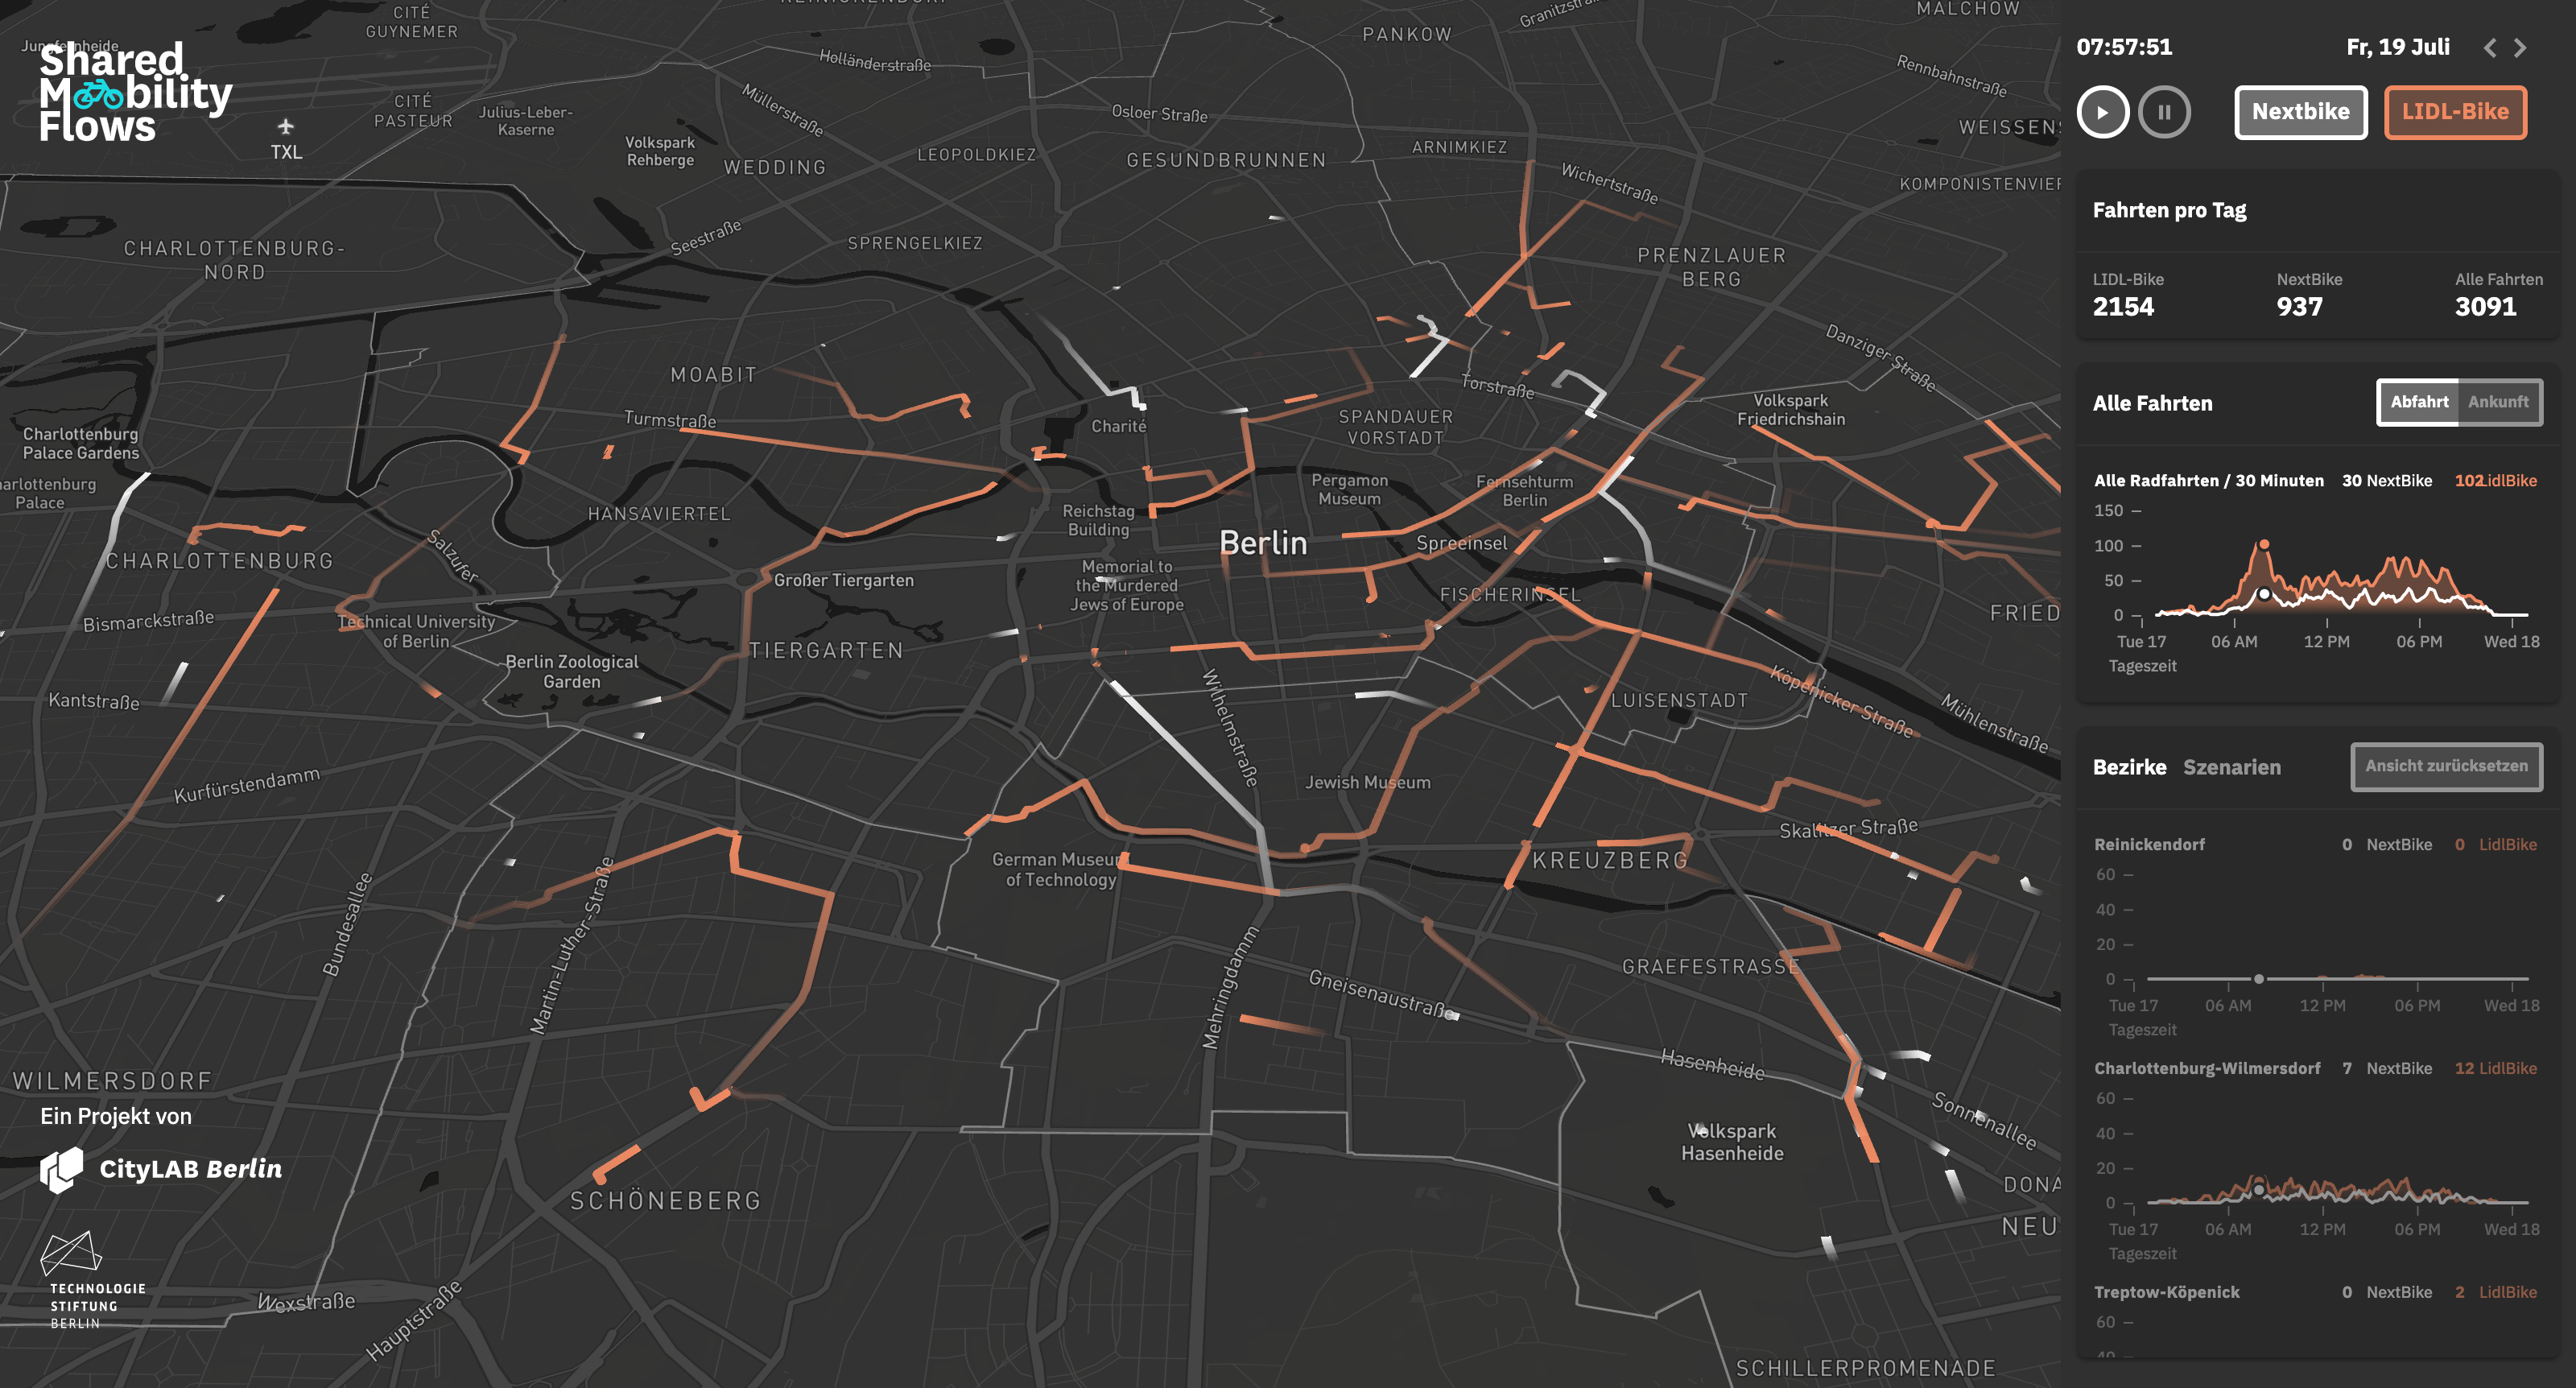 Shared
Mobility
Flows
CITÉ
GUYNEMER
Holländerstraße
PANKOW
MALCHOW
CITÉ
PASTEUR
Julius-Leber-
Kaserne
Müllerstraße
Osloer Straße
Rennbahnstraße
TXL
Volkspark
Rehberge
WEDDING
LEOPOLDKIEZ
GESUNDBRUNNEN
ARNIMKIEZ
Wichertstraße
CHARLOTTENBURG-
NORD
Seestraße
SPRENGELKIEZ
PRENZLAUER
BERG
Danziger Straße
MOABIT
Turmstraße
Charité
Torstraße
SPANDAUER
VORSTADT
Volkspark
Friedrichshain
Charlottenburg
Palace Gardens
Palace
HANSAVIERTEL
Reichstag
Building
Pergamon
Museum
Fernsehturm
Berlin
Berlin
Spreeinsel
Salzufer
CHARLOTTENBURG
Großer Tiergarten
Memorial to
the Murdered
Jews of Europe
FISCHERINSEL
FRIED
Bismarckstraße
Technical University
of Berlin
Berlin Zoological
Garden
TIERGARTEN
Kantstraße
Wilhelmstraße
LUISENSTADT
Köpenicker Straße
Mühlenstraße
Kurfürstendamm
Jewish Museum
Skalitzer Straße
German Museum
of Technology
KREUZBERG
Bundesallee
Martin-Luther-Straße
Mehringdamm
Gneisenaustraße
GRAEFESTRASSE
Hasenheide
Sonnenallee
WILMERSDORF
Volkspark
Hasenheide
DONA
NEU
SCHÖNEBERG
Wexstraße
Hauptstraße
SCHILLERPROMENADE
Ein Projekt von
CityLAB Berlin
TECHNOLOGIE
STIFTUNG
BERLIN
07:57:51 Fr, 19 Juli
Nextbike LIDL-Bike
Fahrten pro Tag
LIDL-Bike NextBike Alle Fahrten
2154 937 3091
Alle Fahrten Abfahrt Ankunft
Alle Radfahrten / 30 Minuten 30 NextBike 102 LidlBike
150
100
50
0
Tue 17 06 AM 12 PM 06 PM Wed 18
Tageszeit
Bezirke Szenarien Ansicht zurücksetzen
Reinickendorf 0 NextBike 0 LidlBike
60
40
20
0
Tue 17 06 AM 12 PM 06 PM Wed 18
Tageszeit
Charlottenburg-Wilmersdorf 7 NextBike 12 LidlBike
60
40
20
0
Tue 17 06 AM 12 PM 06 PM Wed 18
Tageszeit
Treptow-Köpenick 0 NextBike 2 LidlBike
60